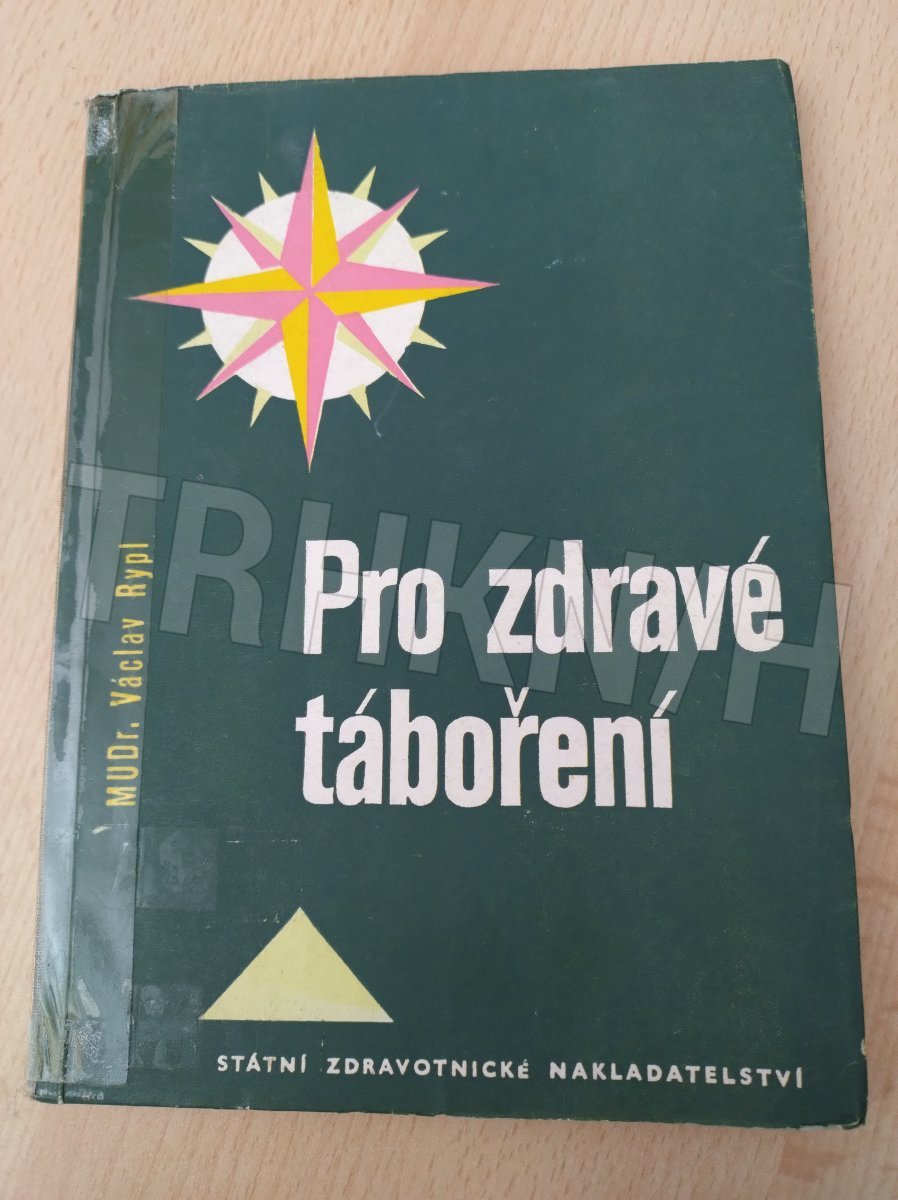 MUDr. Václav Rypl
Pro zdravé
táboření
STÁTNÍ ZDRAVOTNICKÉ NAKLADATELSTVÍ
TRHKNIH